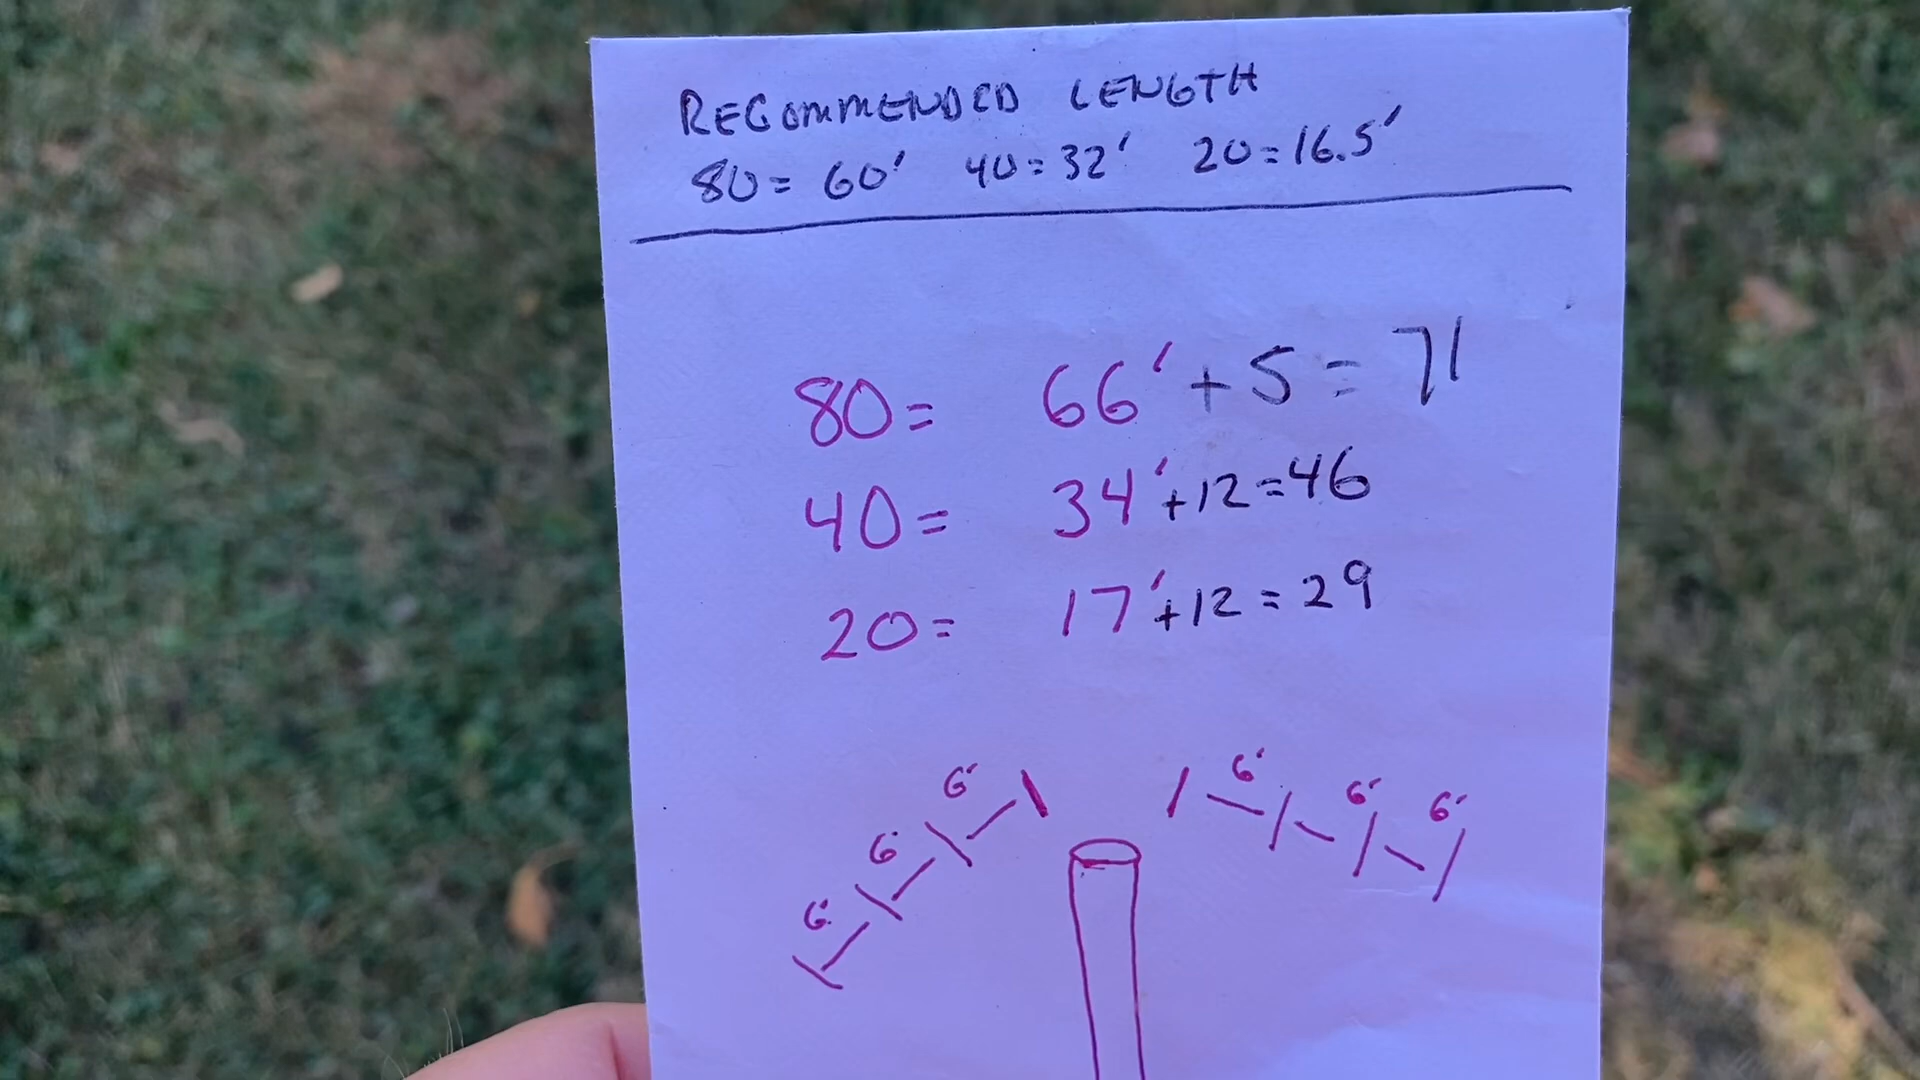 RECOMMENDED LENGTH
80= 60' 40=32' 20=16.5'
80= 66'+5=71
40= 34'+12=46
20= 17'+12=29
6' 6' 6'
6' 6' 6'